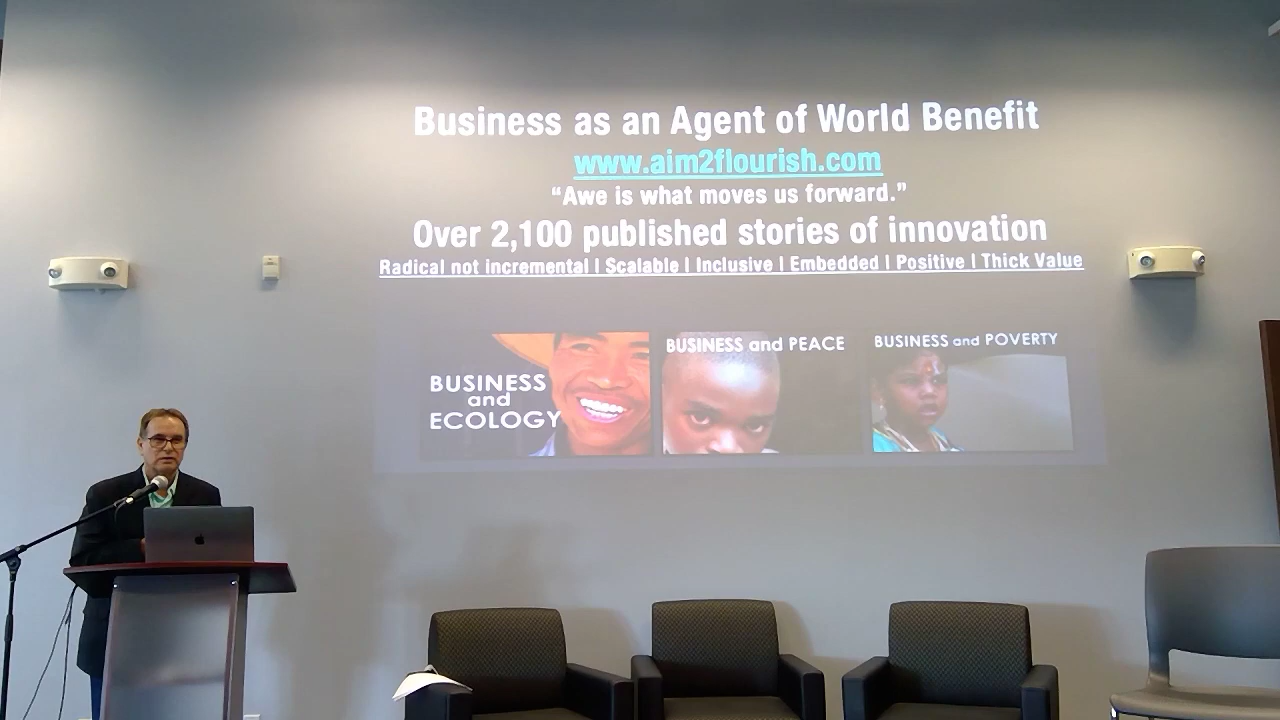 Business as an Agent of World Benefit
www.aim2flourish.com
“Awe is what moves us forward.”
Over 2,100 published stories of innovation
Radical not incremental | Scalable | Inclusive | Embedded | Positive | Thick Value
BUSINESS
and
ECOLOGY
BUSINESS and PEACE
BUSINESS and POVERTY